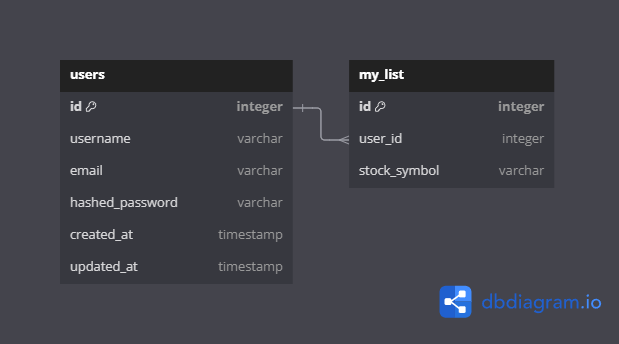 users
id integer
username varchar
email varchar
hashed_password varchar
created_at timestamp
updated_at timestamp
my_list
id integer
user_id integer
stock_symbol varchar
dbdiagram.io